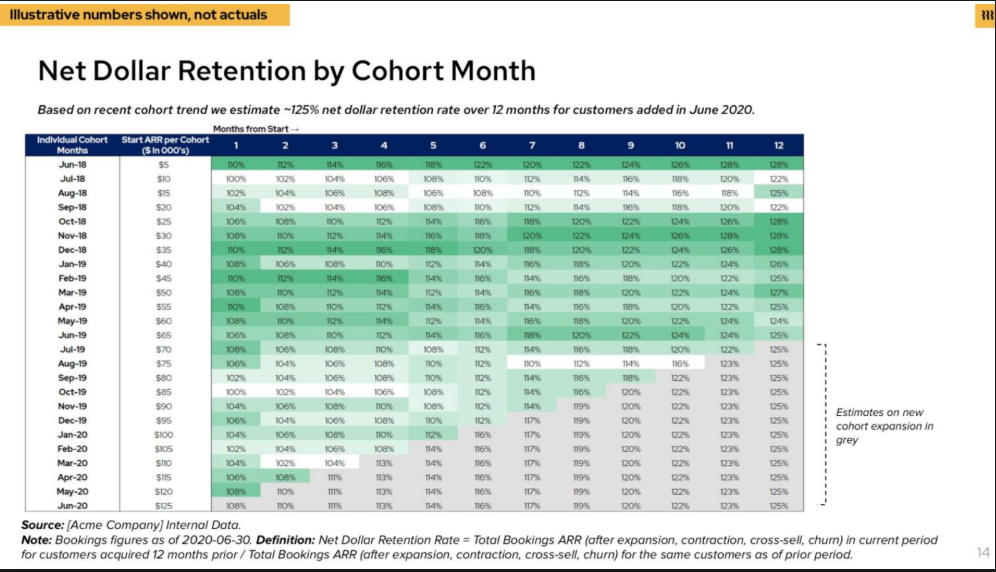 Illustrative numbers shown, not actuals
Net Dollar Retention by Cohort Month
Based on recent cohort trend we estimate ~125% net dollar retention rate over 12 months for customers added in June 2020.
Months from Start →
Individual Cohort Months Start ARR per Cohort ($ In 000's) 1 2 3 4 5 6 7 8 9 10 11 12
Jun-18 $5 110% 112% 114% 116% 118% 122% 120% 122% 124% 126% 128% 128%
Jul-18 $10 100% 102% 104% 106% 108% 110% 112% 114% 116% 118% 120% 122%
Aug-18 $15 102% 104% 106% 108% 106% 108% 110% 112% 114% 116% 118% 125%
Sep-18 $20 104% 102% 104% 106% 108% 110% 112% 114% 116% 118% 120% 122%
Oct-18 $25 106% 108% 110% 112% 114% 116% 118% 120% 122% 124% 126% 128%
Nov-18 $30 108% 110% 112% 114% 116% 118% 120% 122% 124% 126% 128% 128%
Dec-18 $35 110% 112% 114% 116% 118% 120% 118% 120% 122% 124% 126% 128%
Jan-19 $40 108% 106% 108% 110% 112% 114% 116% 118% 120% 122% 124% 126%
Feb-19 $45 110% 112% 114% 116% 114% 116% 114% 116% 118% 120% 122% 125%
Mar-19 $50 108% 110% 112% 114% 112% 114% 116% 118% 120% 122% 124% 127%
Apr-19 $55 110% 108% 110% 112% 114% 116% 114% 116% 118% 120% 122% 125%
May-19 $60 108% 110% 112% 114% 112% 114% 116% 118% 120% 122% 124% 124%
Jun-19 $65 106% 108% 110% 112% 114% 116% 118% 120% 122% 124% 124% 125%
Jul-19 $70 108% 106% 108% 110% 108% 112% 114% 116% 118% 120% 122% 125%
Aug-19 $75 106% 104% 106% 108% 110% 112% 110% 112% 114% 116% 123% 125%
Sep-19 $80 102% 104% 106% 108% 110% 112% 114% 116% 118% 122% 123% 125%
Oct-19 $85 100% 102% 104% 106% 108% 112% 114% 116% 120% 122% 123% 125%
Nov-19 $90 104% 106% 108% 110% 108% 112% 114% 119% 120% 122% 123% 125%
Dec-19 $95 106% 104% 106% 108% 110% 112% 117% 119% 120% 122% 123% 125%
Jan-20 $100 104% 106% 108% 110% 112% 116% 117% 119% 120% 122% 123% 125%
Feb-20 $105 102% 104% 106% 108% 114% 116% 117% 119% 120% 122% 123% 125%
Mar-20 $110 104% 102% 104% 113% 114% 116% 117% 119% 120% 122% 123% 125%
Apr-20 $115 106% 108% 111% 113% 114% 116% 117% 119% 120% 122% 123% 125%
May-20 $120 108% 110% 111% 113% 114% 116% 117% 119% 120% 122% 123% 125%
Jun-20 $125 108% 110% 111% 113% 114% 116% 117% 119% 120% 122% 123% 125%
Estimates on new
cohort expansion in
grey
Source: [Acme Company] Internal Data.
Note: Bookings figures as of 2020-06-30. Definition: Net Dollar Retention Rate = Total Bookings ARR (after expansion, contraction, cross-sell, churn) in current period
for customers acquired 12 months prior / Total Bookings ARR (after expansion, contraction, cross-sell, churn) for the same customers as of prior period.
14